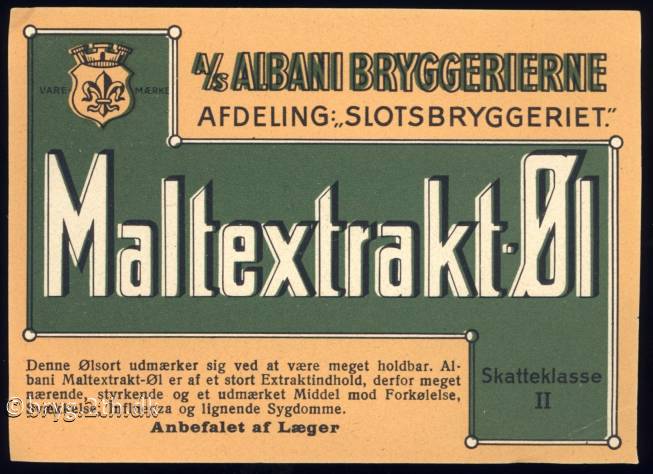 A/S ALBANI BRYGGERIERNE
AFDELING: „SLOTSBRYGGERIET."
VARE MÆRKE
Maltextrakt-Øl
Denne Ølsort udmærker sig ved at være meget holdbar. Al-
bani Maltextrakt-Øl er af et stort Extraktindhold, derfor meget
nærende, styrkende og et udmærket Middel mod Forkølelse,
Svækkelse, Influenza og lignende Sygdomme.
Anbefalet af Læger
Skatteklasse
II